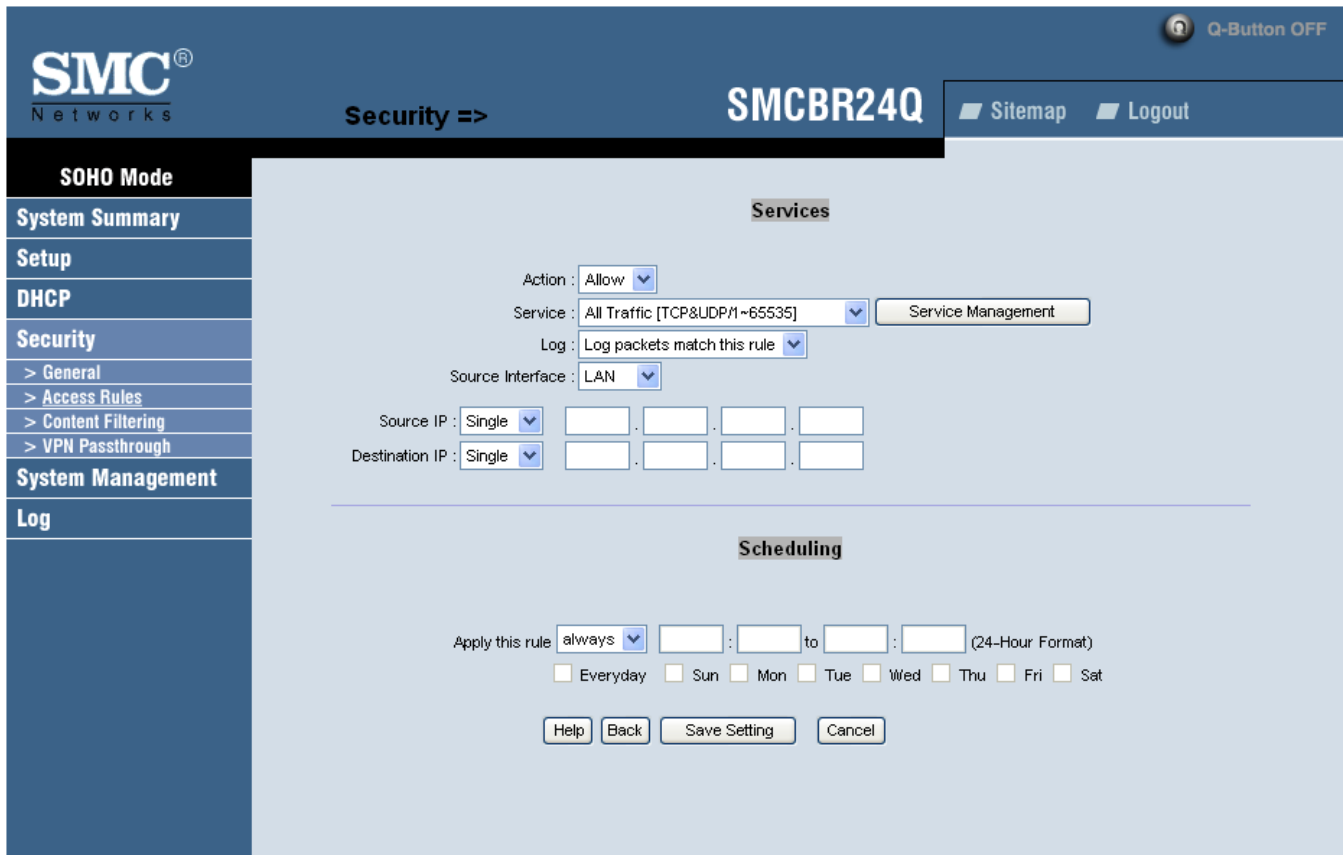 Q-Button OFF
SMC®
Networks
Security =>
SMCBR24Q
Sitemap
Logout
SOHO Mode
System Summary
Setup
DHCP
Security
> General
> Access Rules
> Content Filtering
> VPN Passthrough
System Management
Log
Services
Action : Allow
Service : All Traffic [TCP&UDP/1~65535] Service Management
Log : Log packets match this rule
Source Interface : LAN
Source IP : Single . . .
Destination IP : Single . . .
Scheduling
Apply this rule always : to : (24-Hour Format)
Everyday Sun Mon Tue Wed Thu Fri Sat
Help Back Save Setting Cancel